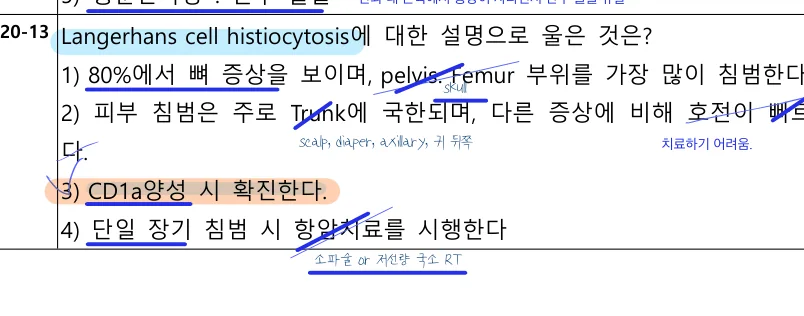 20-13 Langerhans cell histiocytosis에 대한 설명으로 울은 것은?
1) 80%에서 뼈 증상을 보이며, pelvis. Femur 부위를 가장 많이 침범한다
skull
2) 피부 침범은 주로 Trunk에 국한되며, 다른 증상에 비해 호전이 빠르
scalp, diaper, axillary, 귀 뒤쪽 치료하기 어려움.
다.
3) CD1a양성 시 확진한다.
4) 단일 장기 침범 시 항암치료를 시행한다
소파술 or 저선량 국소 RT